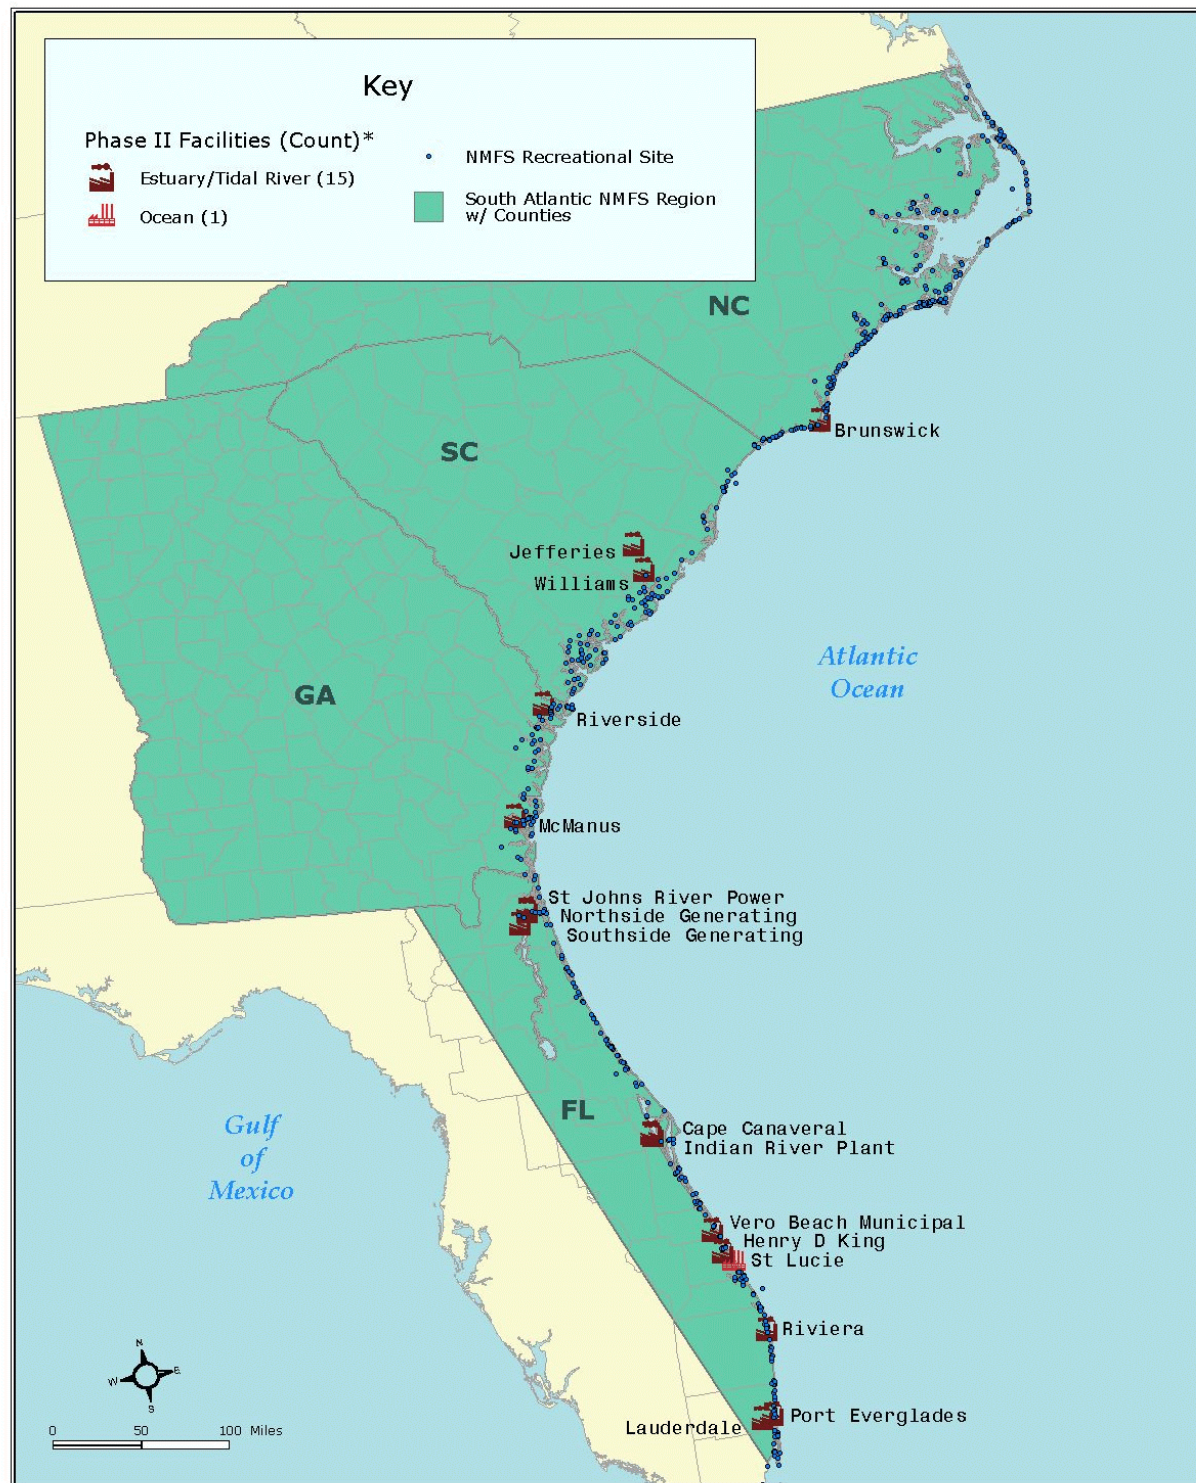 Key
Phase II Facilities (Count)*
Estuary/Tidal River (15)
Ocean (1)
NMFS Recreational Site
South Atlantic NMFS Region
w/ Counties
NC
Brunswick
SC
Jefferies
Williams
Atlantic
Ocean
GA
Riverside
McManus
St Johns River Power
Northside Generating
Southside Generating
FL
Gulf
of
Mexico
Cape Canaveral
Indian River Plant
Vero Beach Municipal
Henry D King
St Lucie
Riviera
Port Everglades
Lauderdale
N
W E
S
0 50 100 Miles